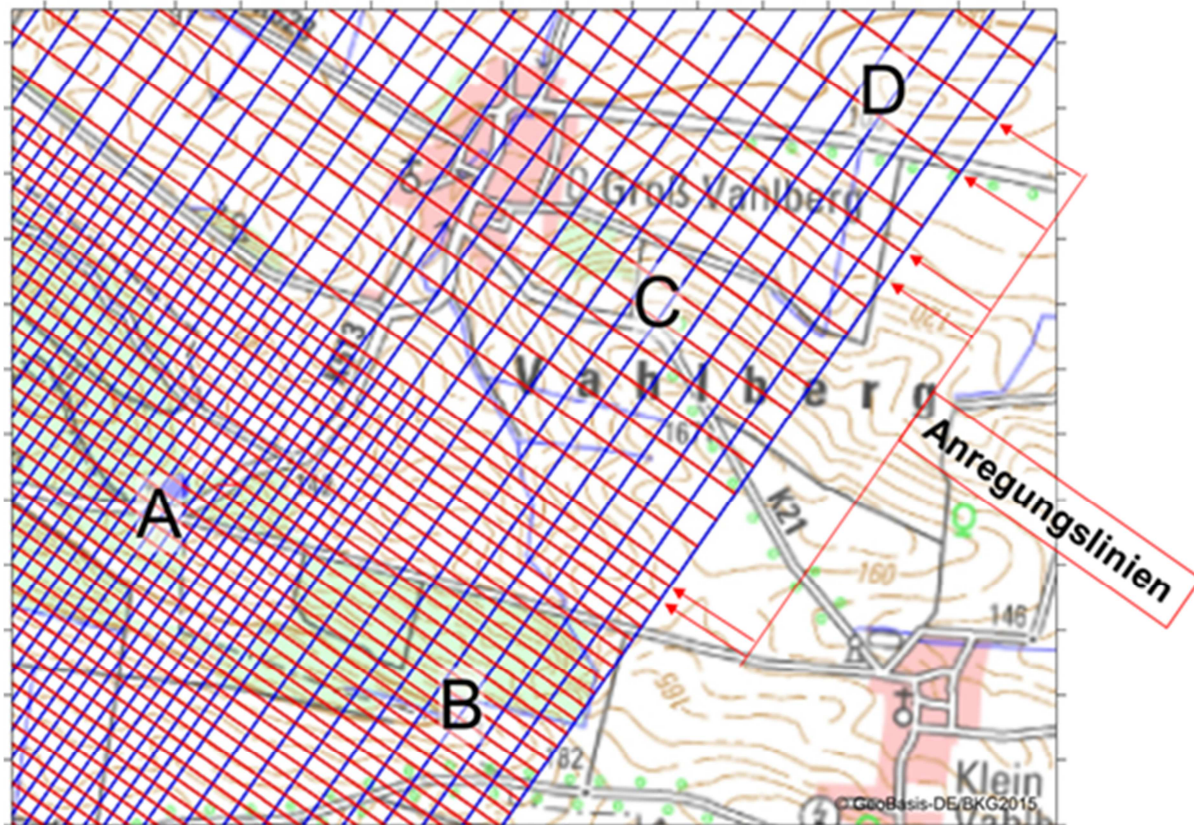 D
Groß Vahlberg
C
Vahlberg
16
Anregungslinien
A
K21
160
146
B
165
182
Klein
© GeoBasis-DE/BKG2015